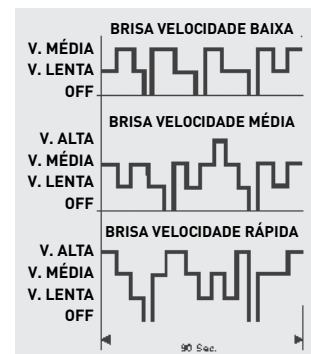 BRISA VELOCIDADE BAIXA
V. MÉDIA
V. LENTA
OFF
BRISA VELOCIDADE MÉDIA
V. ALTA
V. MÉDIA
V. LENTA
OFF
BRISA VELOCIDADE RÁPIDA
V. ALTA
V. MÉDIA
V. LENTA
OFF
90 Sec.